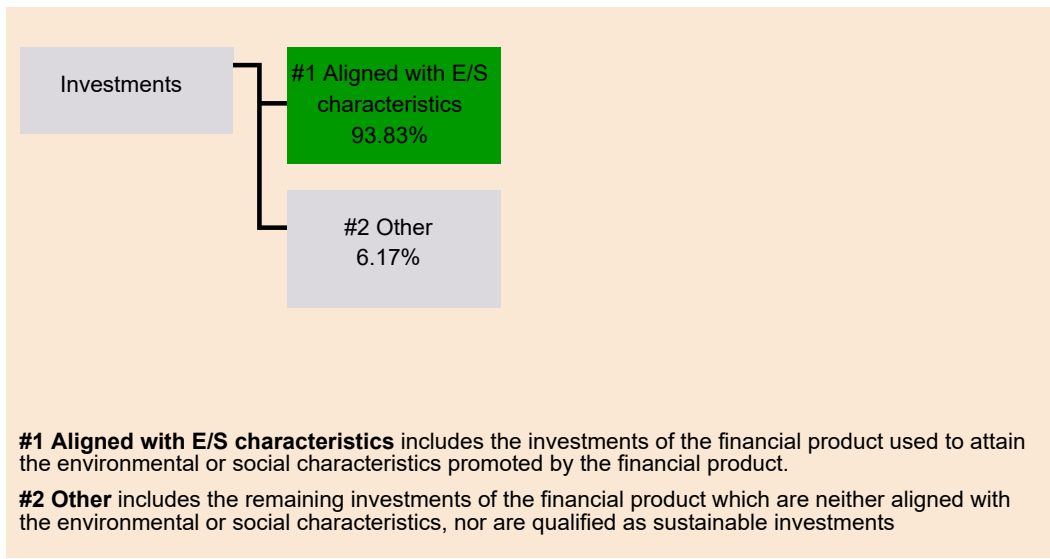 Investments
#1 Aligned with E/S
characteristics
93.83%
#2 Other
6.17%
#1 Aligned with E/S characteristics includes the investments of the financial product used to attain
the environmental or social characteristics promoted by the financial product.
#2 Other includes the remaining investments of the financial product which are neither aligned with
the environmental or social characteristics, nor are qualified as sustainable investments